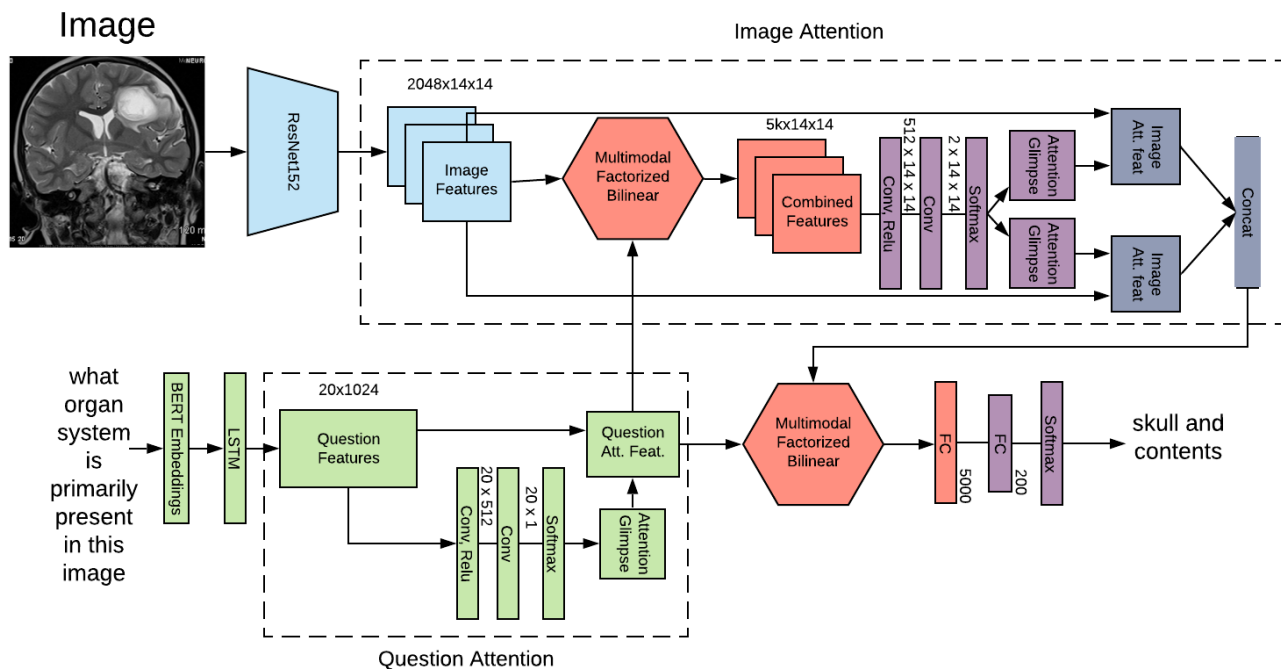 Image
Image Attention
NEURO
120 m
ResNet152
2048x14x14
Image
Features
Multimodal
Factorized
Bilinear
5kx14x14
Combined
Features
Conv, Relu
512 x 14 x 14
Conv
2 x 14 x 14
Softmax
Attention
Glimpse
Attention
Glimpse
Image
Att. feat
Image
Att. feat
Concat
what
organ
system
is
primarily
present
in this
image
BERT Embeddings
LSTM
20x1024
Question
Features
Conv, Relu
20 x 512
Conv
20 x 1
Softmax
Attention
Glimpse
Question
Att. Feat.
Multimodal
Factorized
Bilinear
FC
5000
FC
200
Softmax
skull and
contents
Question Attention